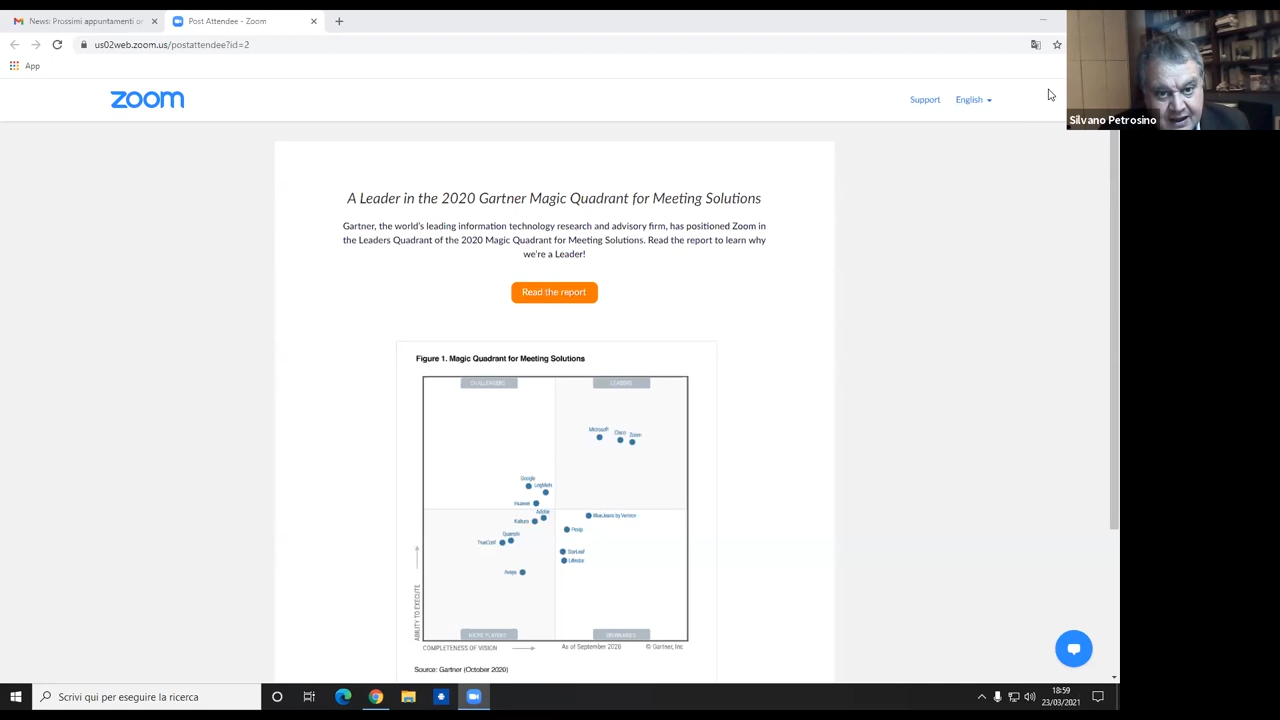 News: Prossimi appuntamenti or
Post Attendee - Zoom
us02web.zoom.us/postattendee?id=2
App
zoom
Support
English
Silvano Petrosino
A Leader in the 2020 Gartner Magic Quadrant for Meeting Solutions
Gartner, the world's leading information technology research and advisory firm, has positioned Zoom in
the Leaders Quadrant of the 2020 Magic Quadrant for Meeting Solutions. Read the report to learn why
we're a Leader!
Read the report
Figure 1. Magic Quadrant for Meeting Solutions
CHALLENGERS
LEADERS
Microsoft
Cisco
Zoom
Google
LogMeIn
Huawei
Adobe
BlueJeans by Verizon
Kaltura
Pexip
Quanshi
TrueConf
StarLeaf
Lifesize
Avaya
ABILITY TO EXECUTE
NICHE PLAYERS
VISIONARIES
COMPLETENESS OF VISION
As of September 2020
© Gartner, Inc
Source: Gartner (October 2020)
Scrivi qui per eseguire la ricerca
18:59
23/03/2021